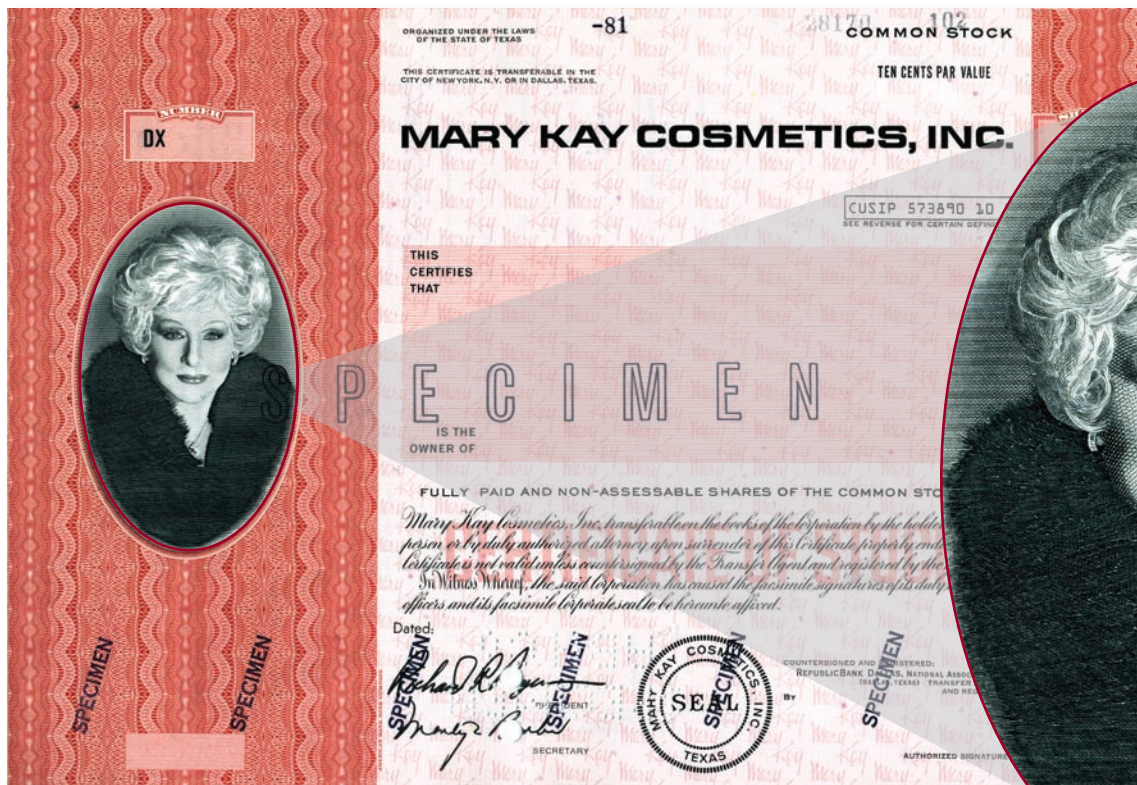 ORGANIZED UNDER THE LAWS
OF THE STATE OF TEXAS
-81
28170 102
COMMON STOCK
THIS CERTIFICATE IS TRANSFERABLE IN THE
CITY OF NEW YORK, N.Y. OR IN DALLAS, TEXAS.
TEN CENTS PAR VALUE
NUMBER
DX
MARY KAY COSMETICS, INC.
CUSIP 573890 10
SEE REVERSE FOR CERTAIN
THIS
CERTIFIES
THAT
SPECIMEN
IS THE
OWNER OF
FULLY PAID AND NON-ASSESSABLE SHARES OF THE COMMON
Mary Kay Cosmetics, Inc. transferable on the books of the Corporation by the holder
person or by duly authorized attorney upon surrender of this Certificate properly
Certificate is not valid unless countersigned by the Transfer Agent and registered by the
In Witness Whereof, the said Corporation has caused the facsimile signatures of its duly
officers and its facsimile Corporate seal to be hereunto affixed.
Dated:
SPECIMEN
SPECIMEN
SPECIMEN
SPECIMEN
SPECIMEN
SPECIMEN
PRESIDENT
SECRETARY
MARY KAY COSMETICS, INC.
SEAL
TEXAS
COUNTERSIGNED AND REGISTERED:
REPUBLICBANK DALLAS, NATIONAL
(DALLAS, TEXAS) TRANSFER
AND
BY
AUTHORIZED SIGNATURE